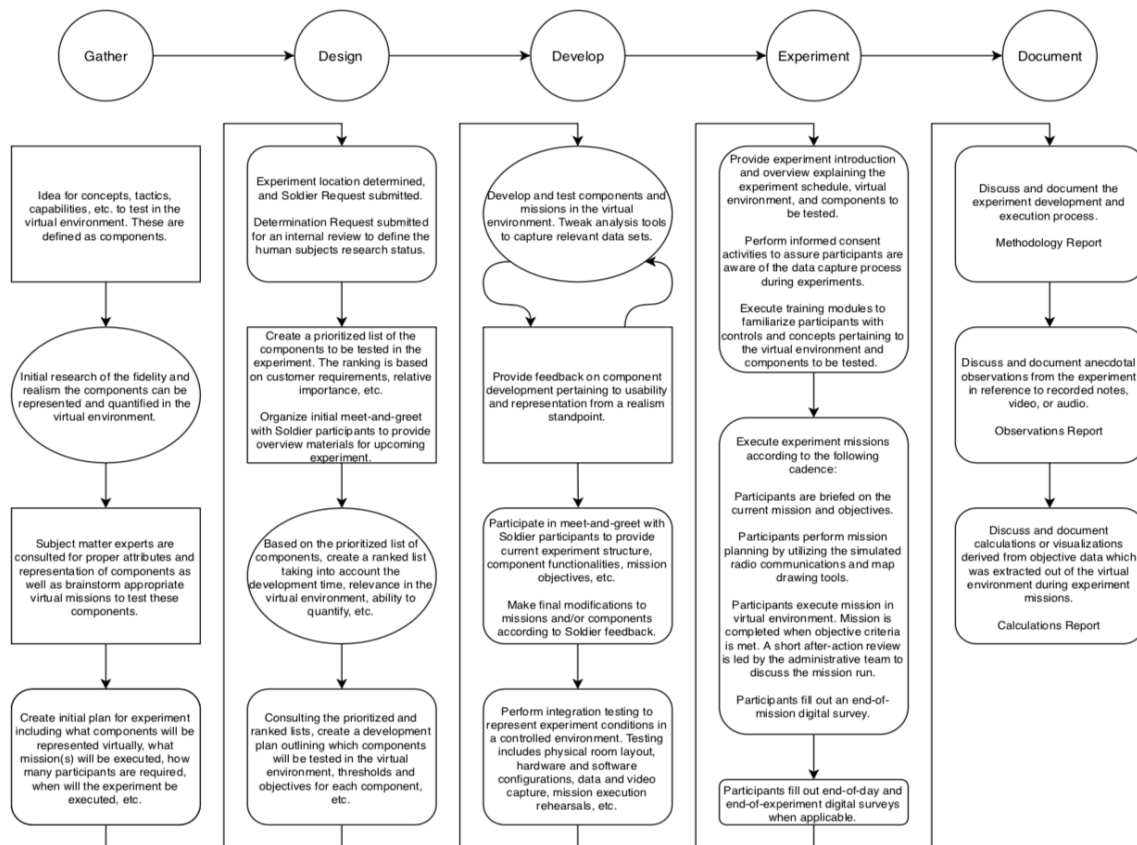 Gather
Design
Develop
Experiment
Document
Idea for concepts, tactics,
capabilities, etc. to test in the
virtual environment. These are
defined as components.
Initial research of the fidelity and
realism the components can be
represented and quantified in the
virtual environment.
Subject matter experts are
consulted for proper attributes and
representation of components as
well as brainstorm appropriate
virtual missions to test these
components.
Create initial plan for experiment
including what components will be
represented virtually, what
mission(s) will be executed, how
many participants are required,
when will the experiment be
executed, etc.
Experiment location determined,
and Soldier Request submitted.
Determination Request submitted
for an internal review to define the
human subjects research status.
Create a prioritized list of the
components to be tested in the
experiment. The ranking is based
on customer requirements, relative
importance, etc.
Organize initial meet-and-greet
with Soldier participants to provide
overview materials for upcoming
experiment.
Based on the prioritized list of
components, create a ranked list
taking into account the
development time, relevance in the
virtual environment, ability to
quantify, etc.
Consulting the prioritized and
ranked lists, create a development
plan outlining which components
will be tested in the virtual
environment, thresholds and
objectives for each component,
etc.
Develop and test components and
missions in the virtual
environment. Tweak analysis tools
to capture relevant data sets.
Provide feedback on component
development pertaining to usability
and representation from a realism
standpoint.
Participate in meet-and-greet with
Soldier participants to provide
current experiment structure,
component functionalities, mission
objectives, etc.
Make final modifications to
missions and/or components
according to Soldier feedback.
Perform integration testing to
represent experiment conditions in
a controlled environment. Testing
includes physical room layout,
hardware and software
configurations, data and video
capture, mission execution
rehearsals, etc.
Provide experiment introduction
and overview explaining the
experiment schedule, virtual
environment, and components to
be tested.
Perform informed consent
activities to assure participants are
aware of the data capture process
during experiments.
Execute training modules to
familiarize participants with
controls and concepts pertaining to
the virtual environment and
components to be tested.
Execute experiment missions
according to the following
cadence:
Participants are briefed on the
current mission and objectives.
Participants perform mission
planning by utilizing the simulated
radio communications and map
drawing tools.
Participants execute mission in
virtual environment. Mission is
completed when objective criteria
is met. A short after-action review
is led by the administrative team to
discuss the mission run.
Participants fill out an end-of-
mission digital survey.
Participants fill out end-of-day and
end-of-experiment digital surveys
when applicable.
Discuss and document the
experiment development and
execution process.
Methodology Report
Discuss and document anecdotal
observations from the experiment
in reference to recorded notes,
video, or audio.
Observations Report
Discuss and document
calculations or visualizations
derived from objective data which
was extracted out of the virtual
environment during experiment
missions.
Calculations Report